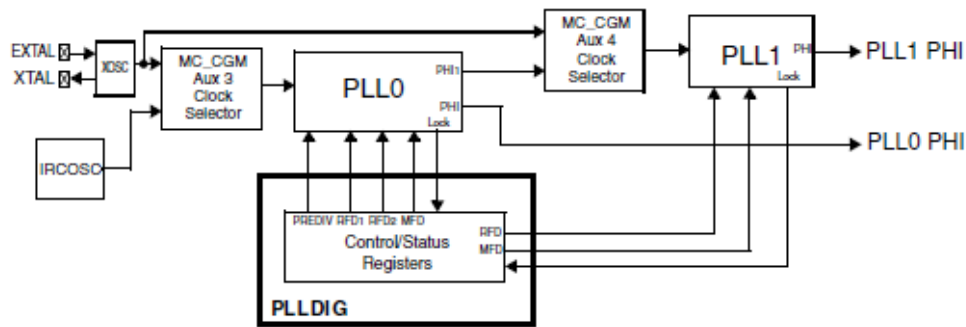 EXTAL
XTAL
XOSC
IRCOSC
MC_CGM
Aux 3
Clock
Selector
PLL0
PHI1
PHI
Lock
MC_CGM
Aux 4
Clock
Selector
PLL1
PHI
Lock
PLL1 PHI
PLL0 PHI
PREDIV RFD1 RFD2 MFD
RFD
MFD
Control/Status
Registers
PLLDIG